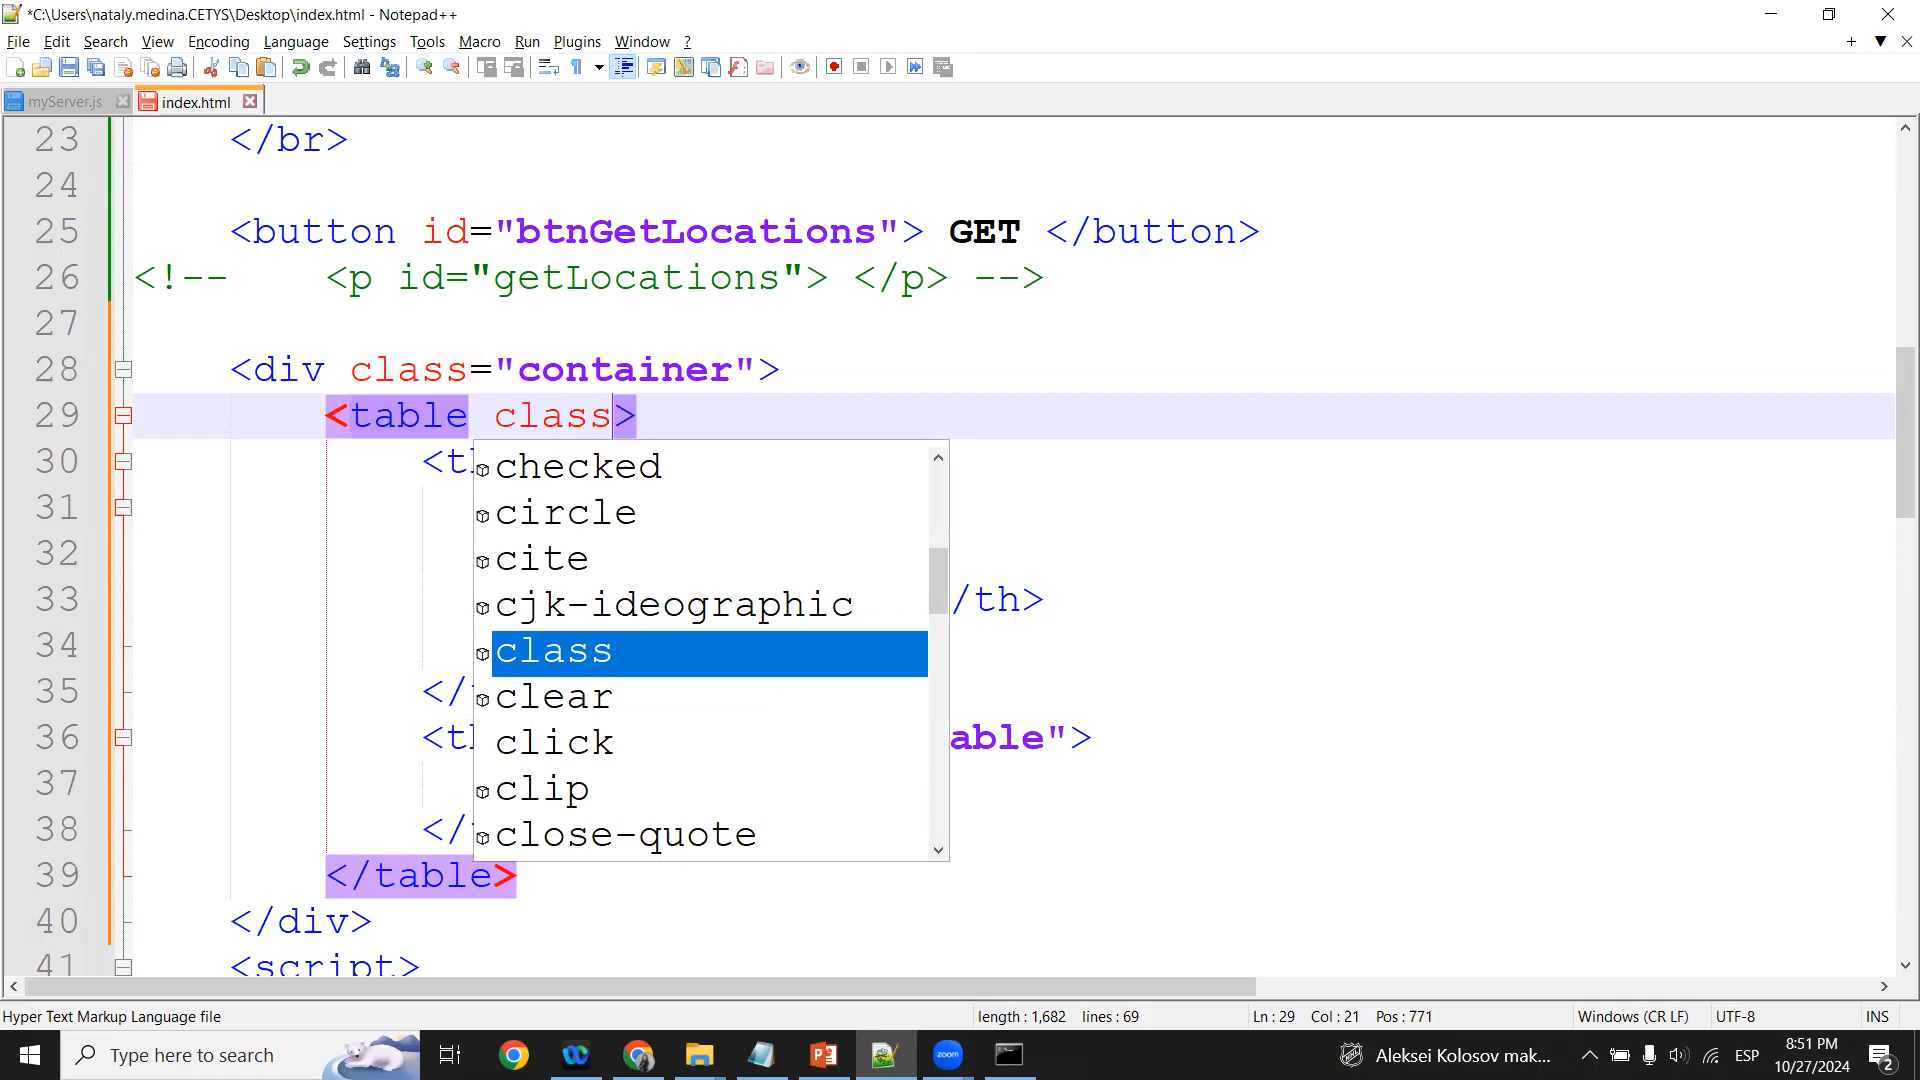 *C:\Users\nataly.medina.CETYS\Desktop\index.html - Notepad++
File Edit Search View Encoding Language Settings Tools Macro Run Plugins Window ?
myServer.js index.html
23 </br>
24
25 <button id="btnGetLocations"> GET </button>
26 <!-- <p id="getLocations"> </p> -->
27
28 <div class="container">
29 <table class>
30 <t
checked
31
circle
32
cite
33 /th>
cjk-ideographic
34
class
35 </
clear
36 <t able">
click
37
clip
38 </
close-quote
39 </table>
40 </div>
41 <script>
Hyper Text Markup Language file length : 1,682 lines : 69 Ln : 29 Col : 21 Pos : 771 Windows (CR LF) UTF-8 INS
Type here to search zoom Aleksei Kolosov mak... ESP 8:51 PM
10/27/2024 2